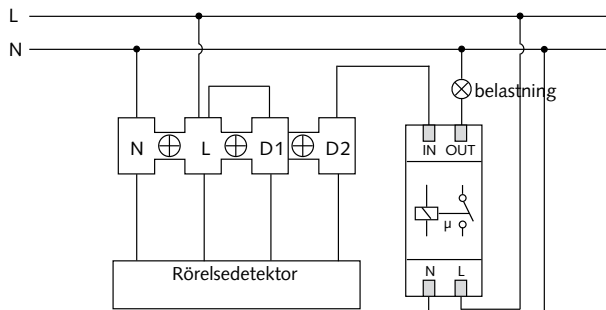 L
N
belastning
N L D1 D2
IN OUT
µ
N L
Rörelsedetektor